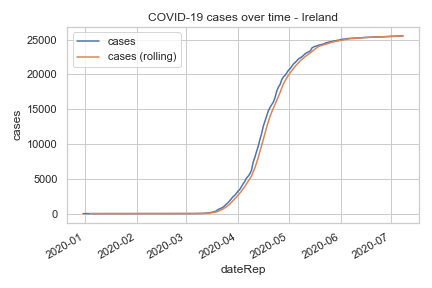 COVID-19 cases over time - Ireland
cases
cases (rolling)
cases
25000
20000
15000
10000
5000
0
2020-01
2020-02
2020-03
2020-04
2020-05
2020-06
2020-07
dateRep